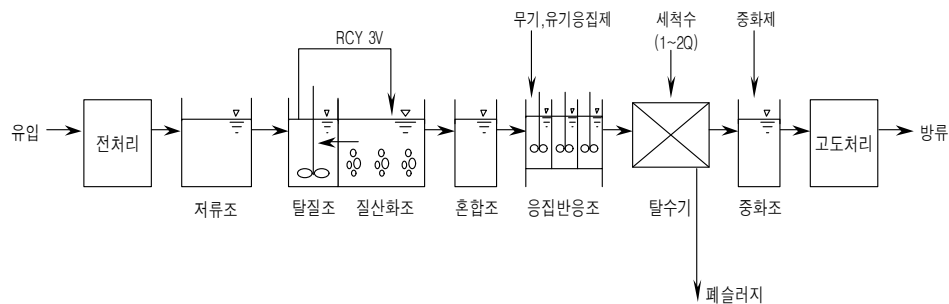 RCY 3V
무기,유기응집제
세척수
(1~2Q)
중화제
유입
전처리
고도처리
방류
저류조
탈질조
질산화조
혼합조
응집반응조
탈수기
중화조
폐슬러지